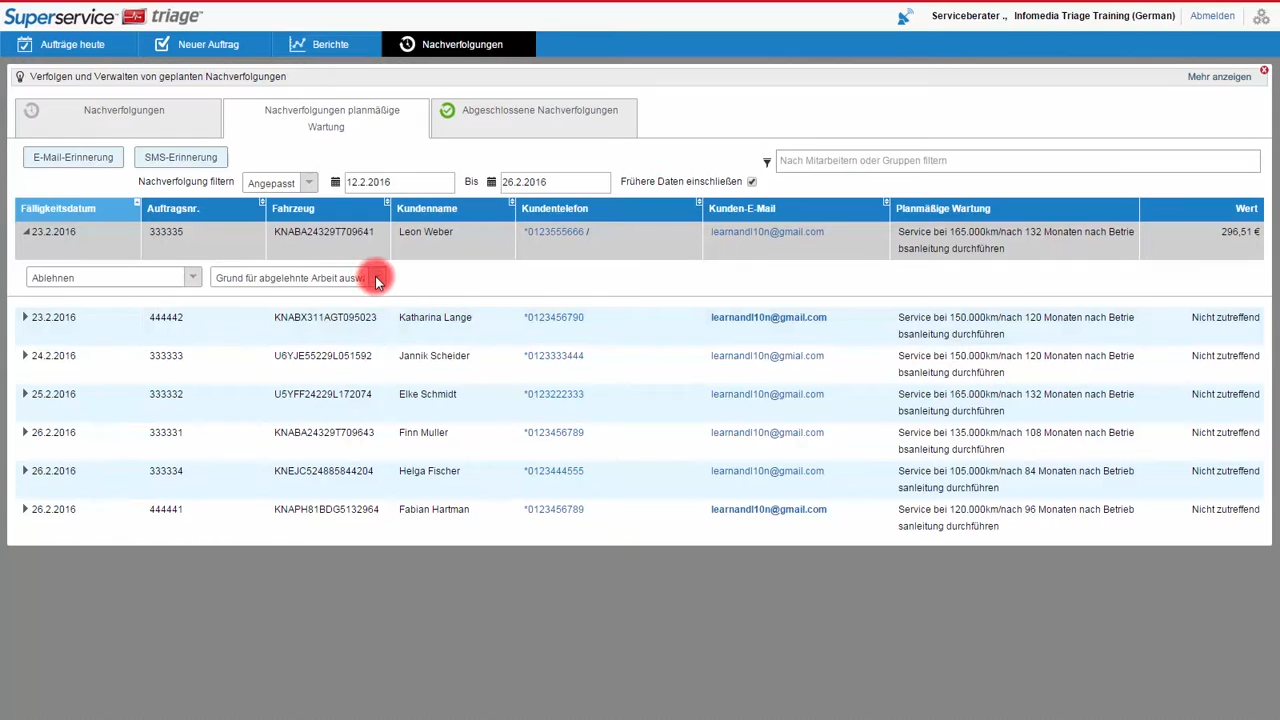 Superservice triage™
Serviceberater ., Infomedia Triage Training (German) Abmelden
Aufträge heute Neuer Auftrag Berichte Nachverfolgungen
Verfolgen und Verwalten von geplanten Nachverfolgungen Mehr anzeigen
Nachverfolgungen Nachverfolgungen planmäßige Abgeschlossene Nachverfolgungen
Wartung
E-Mail-Erinnerung SMS-Erinnerung Nach Mitarbeitern oder Gruppen filtern
Nachverfolgung filtern Angepasst 12.2.2016 Bis 26.2.2016 Frühere Daten einschließen
Fälligkeitsdatum Auftragsnr. Fahrzeug Kundenname Kundentelefon Kunden-E-Mail Planmäßige Wartung Wert
23.2.2016 333335 KNABA24329T709641 Leon Weber *0123555666 / learnandl10n@gmail.com Service bei 165.000km/nach 132 Monaten nach Betrie 296,51 €
bsanleitung durchführen
Ablehnen Grund für abgelehnte Arbeit ausw
23.2.2016 444442 KNABX311AGT095023 Katharina Lange *0123456790 learnandl10n@gmail.com Service bei 150.000km/nach 120 Monaten nach Betrie Nicht zutreffend
bsanleitung durchführen
24.2.2016 333333 U6YJE55229L051592 Jannik Scheider *0123333444 learnandl10n@gmial.com Service bei 150.000km/nach 120 Monaten nach Betrie Nicht zutreffend
bsanleitung durchführen
25.2.2016 333332 U5YFF24229L172074 Elke Schmidt *0123222333 learnandl10n@gmail.com Service bei 165.000km/nach 132 Monaten nach Betrie Nicht zutreffend
bsanleitung durchführen
26.2.2016 333331 KNABA24329T709643 Finn Muller *0123456789 learnandl10n@gmail.com Service bei 135.000km/nach 108 Monaten nach Betrie Nicht zutreffend
bsanleitung durchführen
26.2.2016 333334 KNEJC524885844204 Helga Fischer *0123444555 learnandl10n@gmail.com Service bei 105.000km/nach 84 Monaten nach Betrieb Nicht zutreffend
sanleitung durchführen
26.2.2016 444441 KNAPH81BDG5132964 Fabian Hartman *0123456789 learnandl10n@gmail.com Service bei 120.000km/nach 96 Monaten nach Betrieb Nicht zutreffend
sanleitung durchführen